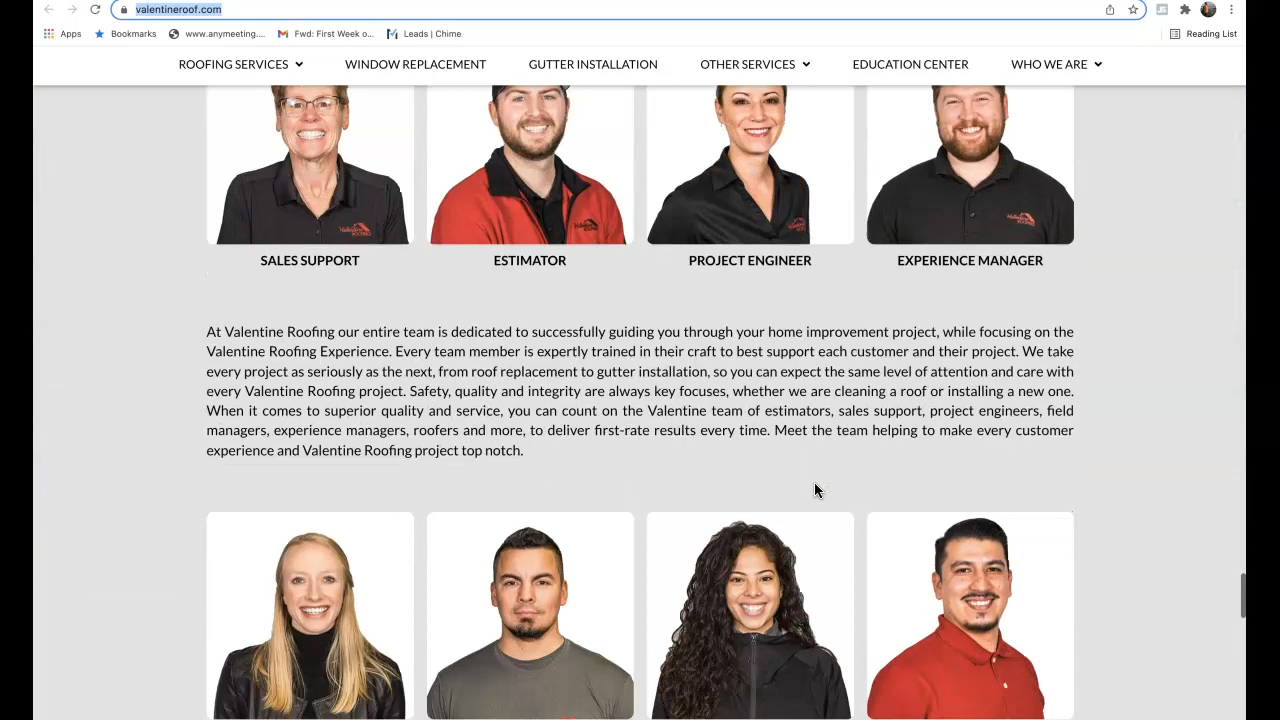 valentineroof.com
Apps Bookmarks www.anymeeting.... Fwd: First Week o... Leads | Chime Reading List
ROOFING SERVICES WINDOW REPLACEMENT GUTTER INSTALLATION OTHER SERVICES EDUCATION CENTER WHO WE ARE
Valentine ROOFING
SALES SUPPORT ESTIMATOR PROJECT ENGINEER EXPERIENCE MANAGER
At Valentine Roofing our entire team is dedicated to successfully guiding you through your home improvement project, while focusing on the
Valentine Roofing Experience. Every team member is expertly trained in their craft to best support each customer and their project. We take
every project as seriously as the next, from roof replacement to gutter installation, so you can expect the same level of attention and care with
every Valentine Roofing project. Safety, quality and integrity are always key focuses, whether we are cleaning a roof or installing a new one.
When it comes to superior quality and service, you can count on the Valentine team of estimators, sales support, project engineers, field
managers, experience managers, roofers and more, to deliver first-rate results every time. Meet the team helping to make every customer
experience and Valentine Roofing project top notch.